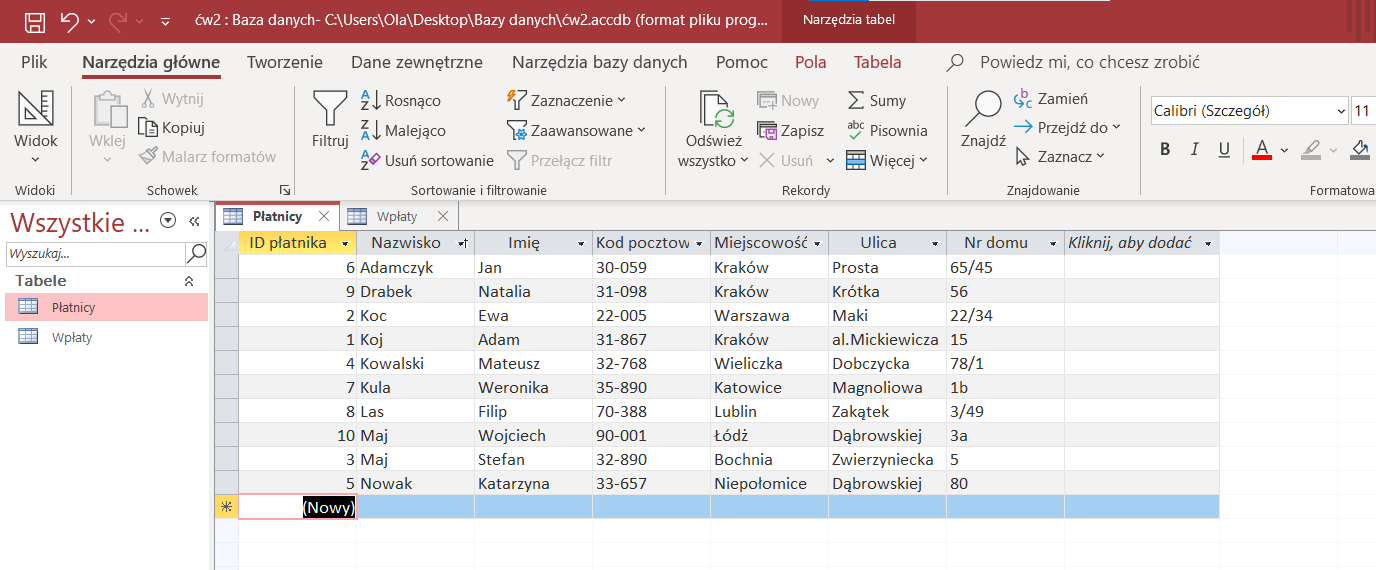 ćw2 : Baza danych- C:\Users\Ola\Desktop\Bazy danych\ćw2.accdb (format pliku prog... Narzędzia tabel
Plik Narzędzia główne Tworzenie Dane zewnętrzne Narzędzia bazy danych Pomoc Pola Tabela Powiedz mi, co chcesz zrobić
Widok
Widoki
Wklej
Wytnij
Kopiuj
Malarz formatów
Schowek
Filtruj
Rosnąco
Malejąco
Usuń sortowanie
Zaznaczenie
Zaawansowane
Przełącz filtr
Sortowanie i filtrowanie
Odśwież
wszystko
Nowy
Zapisz
Usuń
Sumy
Pisownia
Więcej
Rekordy
Znajdź
Zamień
Przejdź do
Zaznacz
Znajdowanie
Calibri (Szczegół) 11
B I U A
Formatowa
Wszystkie ...
Wyszukaj...
Tabele
Płatnicy
Wpłaty
Płatnicy Wpłaty
ID płatnika Nazwisko Imię Kod pocztow Miejscowość Ulica Nr domu Kliknij, aby dodać
6 Adamczyk Jan 30-059 Kraków Prosta 65/45
9 Drabek Natalia 31-098 Kraków Krótka 56
2 Koc Ewa 22-005 Warszawa Maki 22/34
1 Koj Adam 31-867 Kraków al.Mickiewicza 15
4 Kowalski Mateusz 32-768 Wieliczka Dobczycka 78/1
7 Kula Weronika 35-890 Katowice Magnoliowa 1b
8 Las Filip 70-388 Lublin Zakątek 3/49
10 Maj Wojciech 90-001 Łódż Dąbrowskiej 3a
3 Maj Stefan 32-890 Bochnia Zwierzyniecka 5
5 Nowak Katarzyna 33-657 Niepołomice Dąbrowskiej 80
(Nowy)